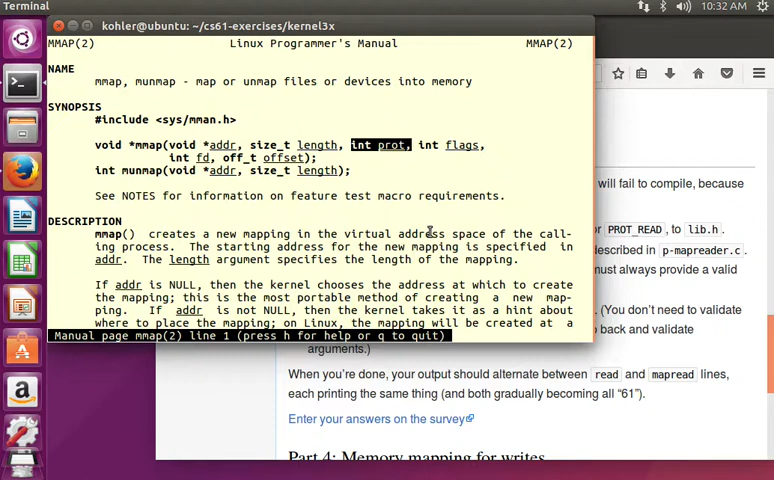 Terminal
10:32 AM
kohler@ubuntu: ~/cs61-exercises/kernel3x
MMAP(2) Linux Programmer's Manual MMAP(2)
NAME
mmap, munmap - map or unmap files or devices into memory
SYNOPSIS
#include <sys/mman.h>
void *mmap(void *addr, size_t length, int prot, int flags,
int fd, off_t offset);
int munmap(void *addr, size_t length);
See NOTES for information on feature test macro requirements.
DESCRIPTION
mmap() creates a new mapping in the virtual address space of the call-
ing process. The starting address for the new mapping is specified in
addr. The length argument specifies the length of the mapping.
If addr is NULL, then the kernel chooses the address at which to create
the mapping; this is the most portable method of creating a new map-
ping. If addr is not NULL, then the kernel takes it as a hint about
where to place the mapping; on Linux, the mapping will be created at a
Manual page mmap(2) line 1 (press h for help or q to quit)
will fail to compile, because
or PROT_READ, to lib.h.
described in p-mapreader.c.
must always provide a valid
. (You don't need to validate
back and validate
arguments.)
When you're done, your output should alternate between read and mapread lines,
each printing the same thing (and both gradually becoming all "61").
Enter your answers on the survey
Part 4: Memory mapping for writes